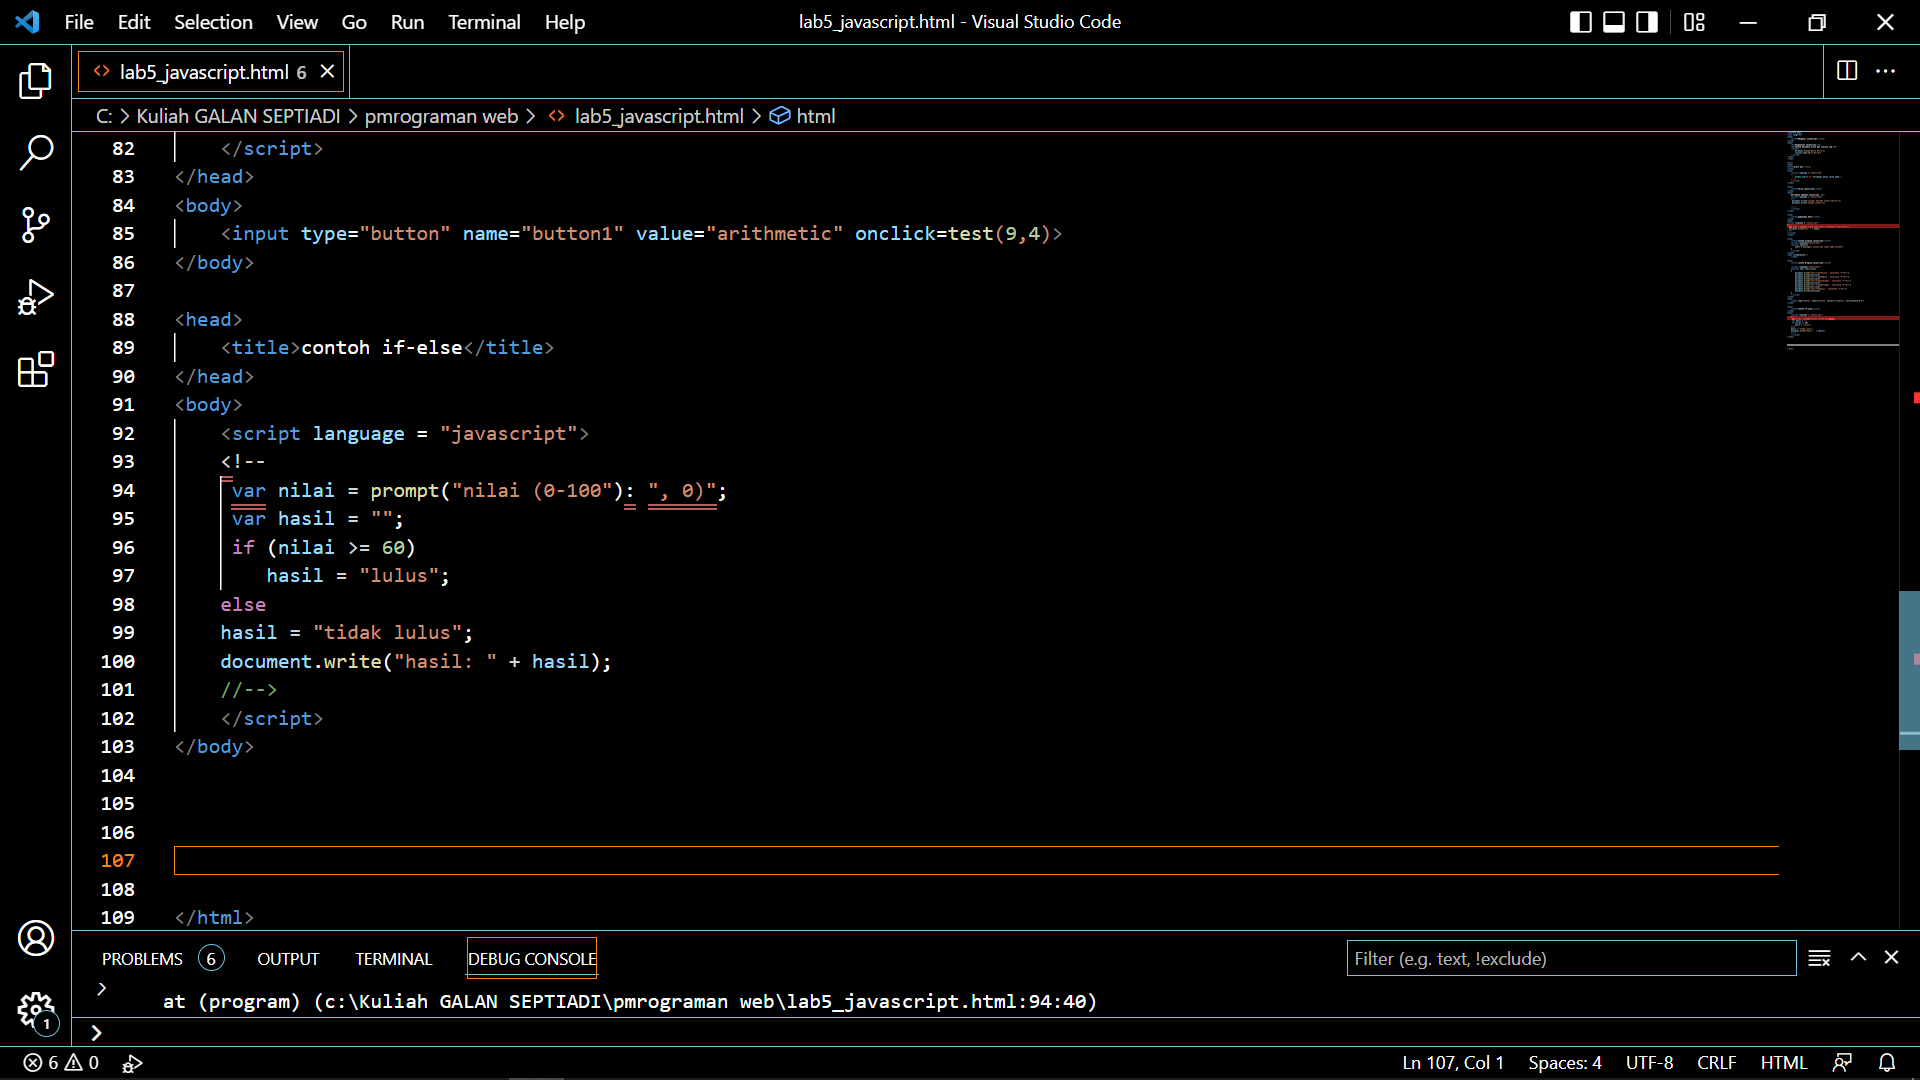 File Edit Selection View Go Run Terminal Help lab5_javascript.html - Visual Studio Code
lab5_javascript.html 6
C: > Kuliah GALAN SEPTIADI > pmrograman web > lab5_javascript.html > html
82 </script>
83 </head>
84 <body>
85 <input type="button" name="button1" value="arithmetic" onclick=test(9,4)>
86 </body>
87
88 <head>
89 <title>contoh if-else</title>
90 </head>
91 <body>
92 <script language = "javascript">
93 <!--
94 var nilai = prompt("nilai (0-100"): ", 0)";
95 var hasil = "";
96 if (nilai >= 60)
97 hasil = "lulus";
98 else
99 hasil = "tidak lulus";
100 document.write("hasil: " + hasil);
101 //-->
102 </script>
103 </body>
104
105
106
107
108
109 </html>
PROBLEMS 6 OUTPUT TERMINAL DEBUG CONSOLE Filter (e.g. text, !exclude)
at (program) (c:\Kuliah GALAN SEPTIADI\pmrograman web\lab5_javascript.html:94:40)
1
6 0 Ln 107, Col 1 Spaces: 4 UTF-8 CRLF HTML